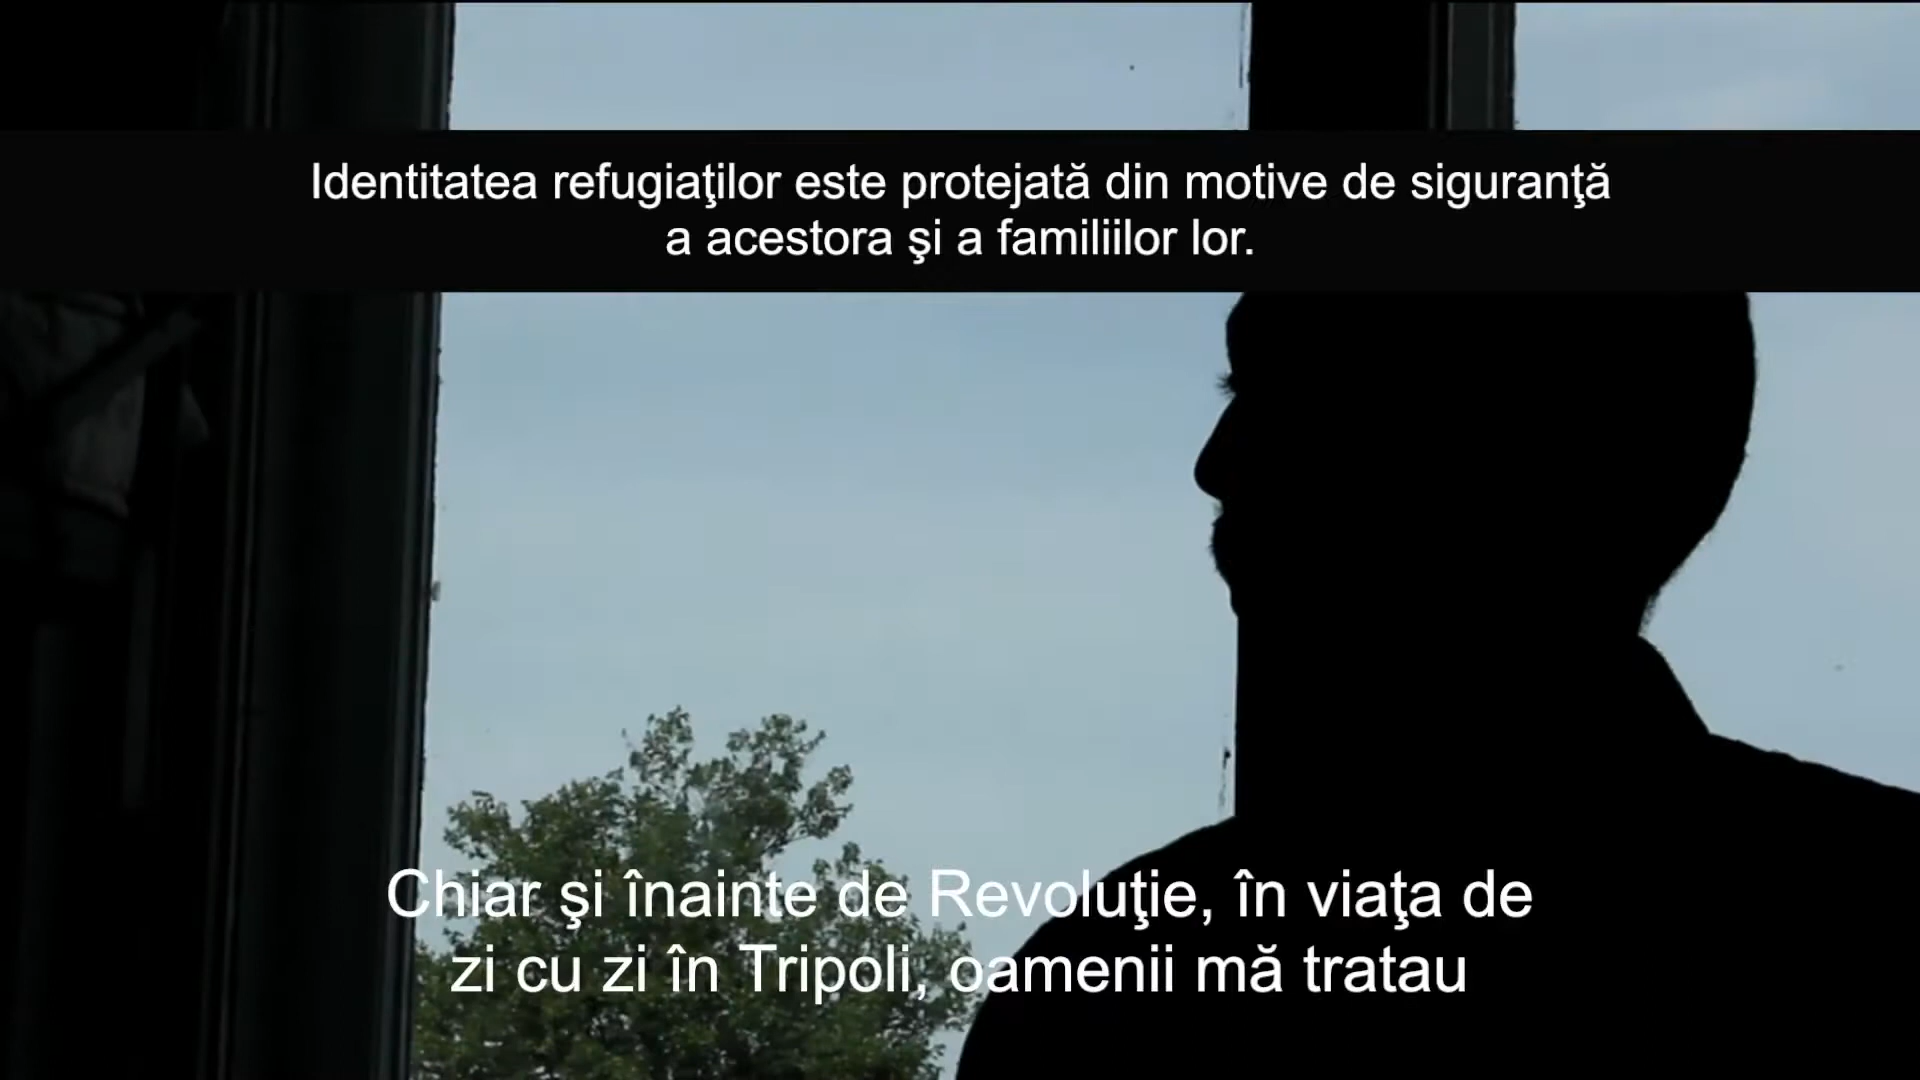 Identitatea refugiaţilor este protejată din motive de siguranţă
a acestora şi a familiilor lor.
Chiar şi înainte de Revoluţie, în viaţa de
zi cu zi în Tripoli, oamenii mă tratau